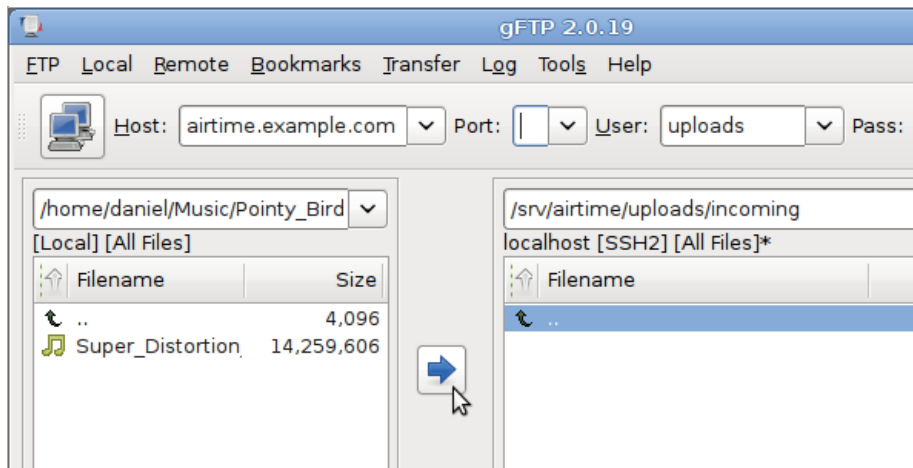 gFTP 2.0.19
FTP Local Remote Bookmarks Transfer Log Tools Help
Host: airtime.example.com Port: User: uploads Pass:
/home/daniel/Music/Pointy_Bird /srv/airtime/uploads/incoming
[Local] [All Files] localhost [SSH2] [All Files]*
Filename Size Filename
.. 4,096 ..
Super_Distortion_ 14,259,606